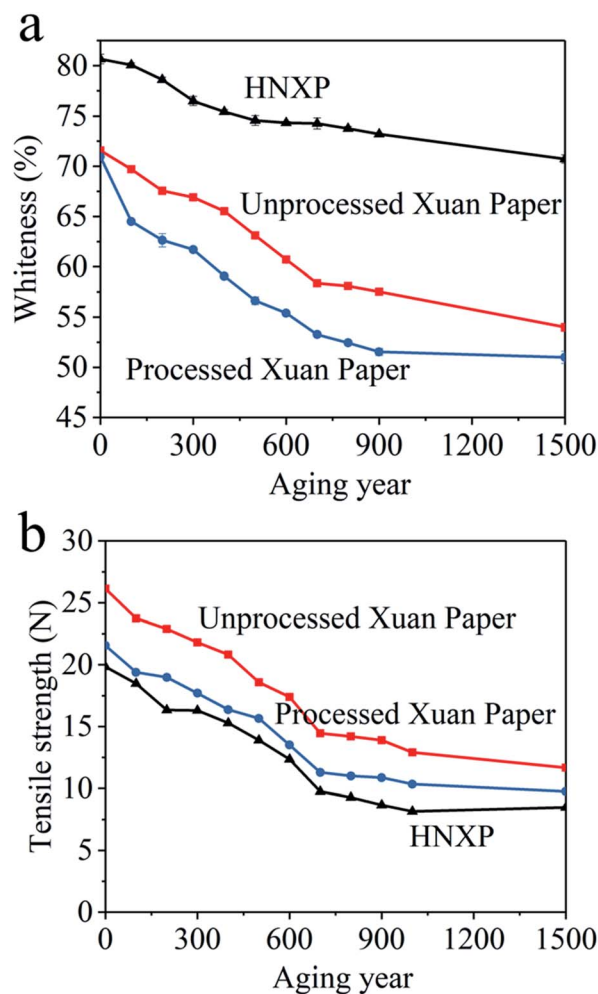 a
80
75
70
65
60
55
50
45
Whiteness (%)
HNXP
Unprocessed Xuan Paper
Processed Xuan Paper
0 300 600 900 1200 1500
Aging year
b
30
25
20
15
10
5
0
Tensile strength (N)
Unprocessed Xuan Paper
Processed Xuan Paper
HNXP
0 300 600 900 1200 1500
Aging year